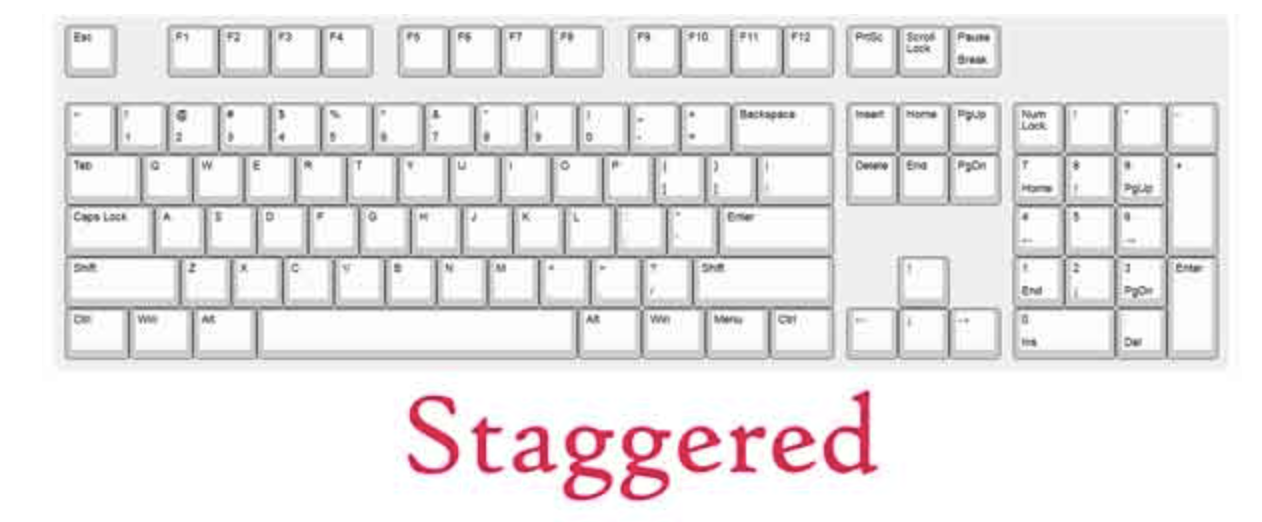 Esc F1 F2 F3 F4 F5 F6 F7 F8 F9 F10 F11 F12 PrtSc Scroll Lock Pause Break
! 1 @ 2 # 3 $ 4 % 5 6 & 7 8 9 0 Backspace Insert Home PgUp Num Lock
Tab Q W E R T Y U I O P Delete End PgDn 7 Home 8 9 PgUp +
Caps Lock A S D F G H J K L Enter 4 5 6
Shift Z X C V B N M ? / Shift 1 End 2 3 PgDn Enter
Ctrl Win Alt Alt Win Menu Ctrl 0 Ins Del
Staggered